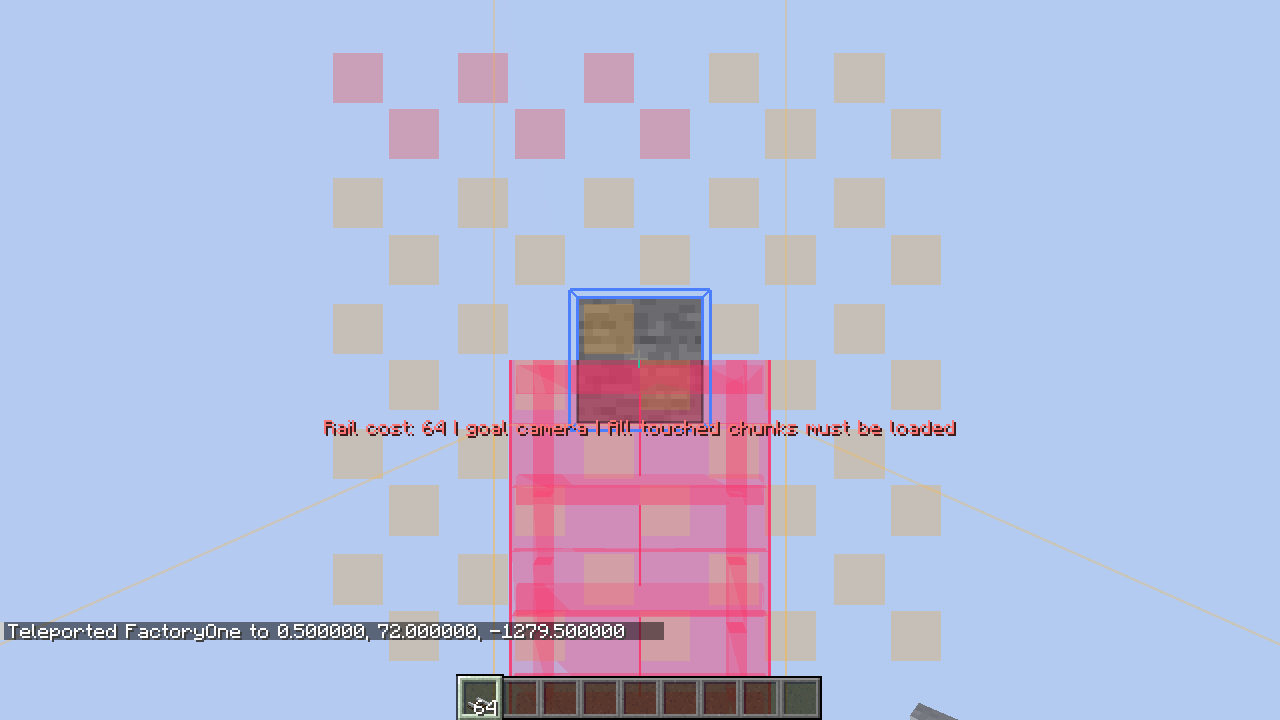 Rail cost: 64 | goal camera | All touched chunks must be loaded
Teleported FactoryOne to 0.500000, 72.000000, -1279.500000
64